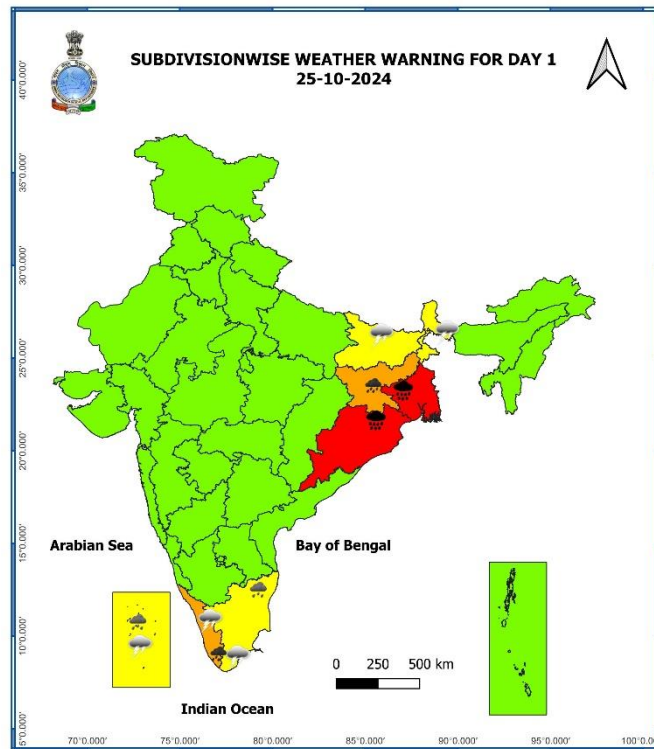 SUBDIVISIONWISE WEATHER WARNING FOR DAY 1
25-10-2024
40°0.000'
35°0.000'
30°0.000'
25°0.000'
20°0.000'
15°0.000'
10°0.000'
5°0.000'
Arabian Sea
Bay of Bengal
0 250 500 km
Indian Ocean
70°0.000' 75°0.000' 80°0.000' 85°0.000' 90°0.000' 95°0.000' 100°0.0